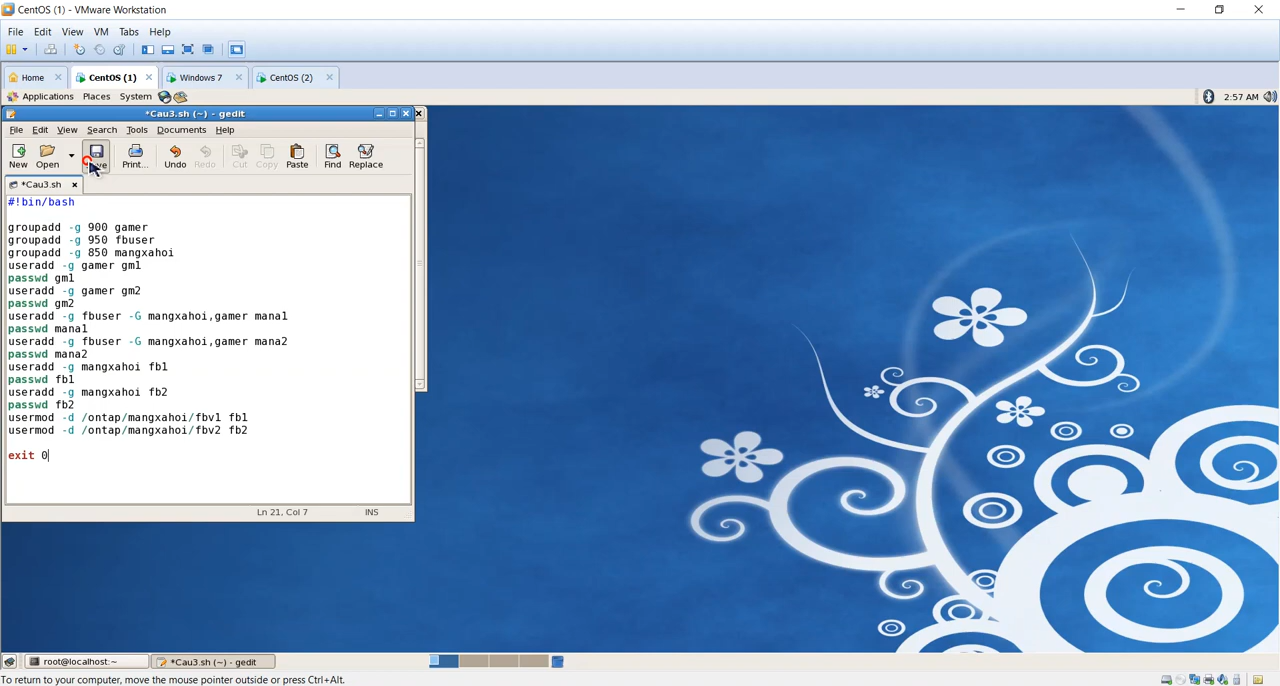 CentOS (1) - VMware Workstation
File Edit View VM Tabs Help
Home CentOS (1) Windows 7 CentOS (2)
Applications Places System 2:57 AM
*Cau3.sh (~) - gedit
File Edit View Search Tools Documents Help
New Open Save Print... Undo Redo Cut Copy Paste Find Replace
*Cau3.sh
#!bin/bash
groupadd -g 900 gamer
groupadd -g 950 fbuser
groupadd -g 850 mangxahoi
useradd -g gamer gm1
passwd gm1
useradd -g gamer gm2
passwd gm2
useradd -g fbuser -G mangxahoi,gamer mana1
passwd mana1
useradd -g fbuser -G mangxahoi,gamer mana2
passwd mana2
useradd -g mangxahoi fb1
passwd fb1
useradd -g mangxahoi fb2
passwd fb2
usermod -d /ontap/mangxahoi/fbv1 fb1
usermod -d /ontap/mangxahoi/fbv2 fb2
exit 0
Ln 21, Col 7 INS
root@localhost:~ *Cau3.sh (~) - gedit
To return to your computer, move the mouse pointer outside or press Ctrl+Alt.